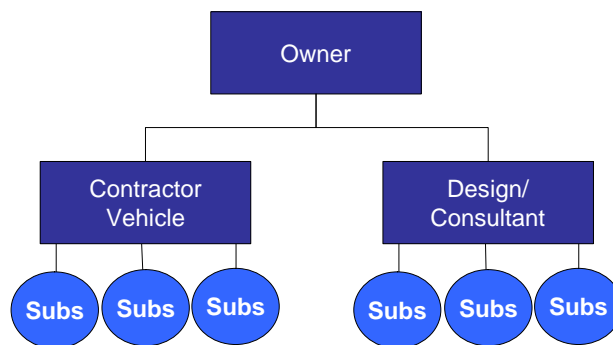 Owner
Contractor
Vehicle
Design/
Consultant
Subs
Subs
Subs
Subs
Subs
Subs